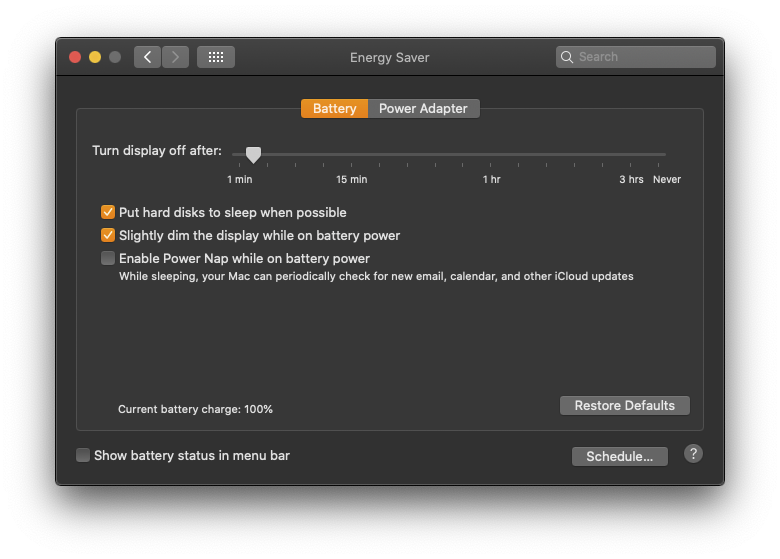 Energy Saver
Search
Battery
Power Adapter
Turn display off after:
1 min
15 min
1 hr
3 hrs
Never
Put hard disks to sleep when possible
Slightly dim the display while on battery power
Enable Power Nap while on battery power
While sleeping, your Mac can periodically check for new email, calendar, and other iCloud updates
Current battery charge: 100%
Restore Defaults
Show battery status in menu bar
Schedule...
?